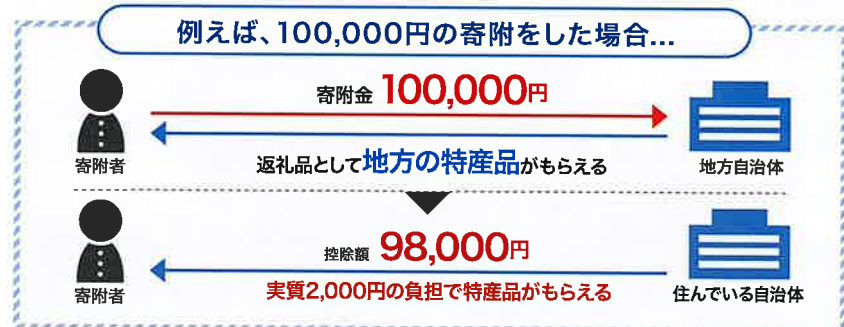 例えば、100,000円の寄附をした場合...
寄附金 100,000円
返礼品として地方の特産品がもらえる
寄附者
地方自治体
控除額 98,000円
実質2,000円の負担で特産品がもらえる
寄附者
住んでいる自治体